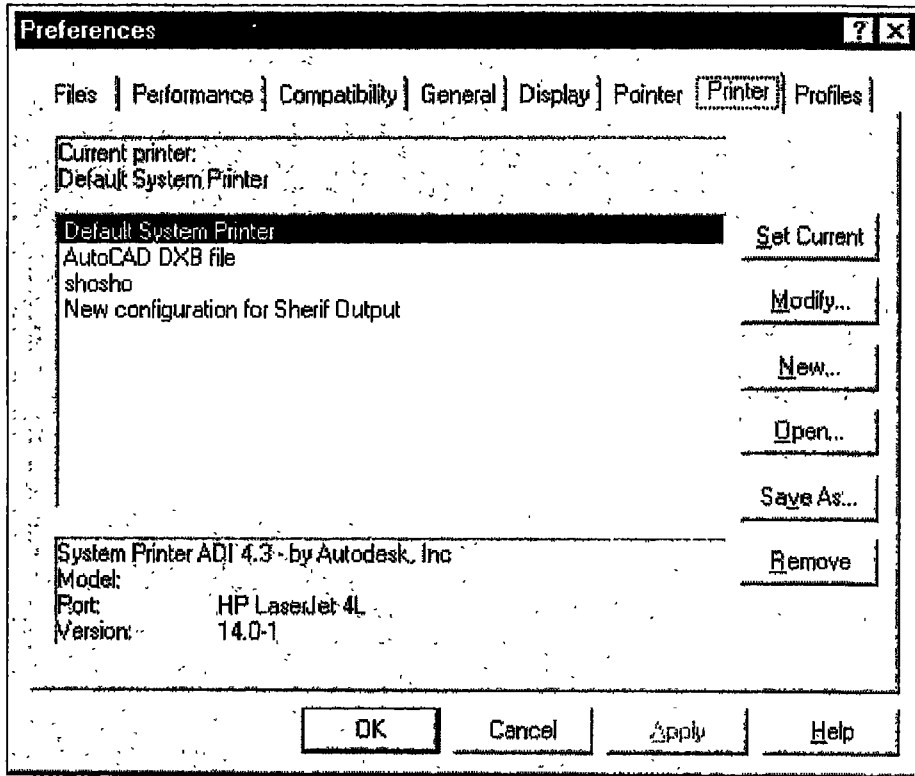 Preferences
Files Performance Compatibility General Display Pointer Printer Profiles
Current printer:
Default System Printer
Default System Printer
AutoCAD DXB file
shosho
New configuration for Sherif Output
Set Current
Modify...
New...
Open...
Save As...
Remove
System Printer ADI 4.3 - by Autodesk, Inc
Model:
Port: HP LaserJet 4L
Version: 14.0-1
OK Cancel Apply Help